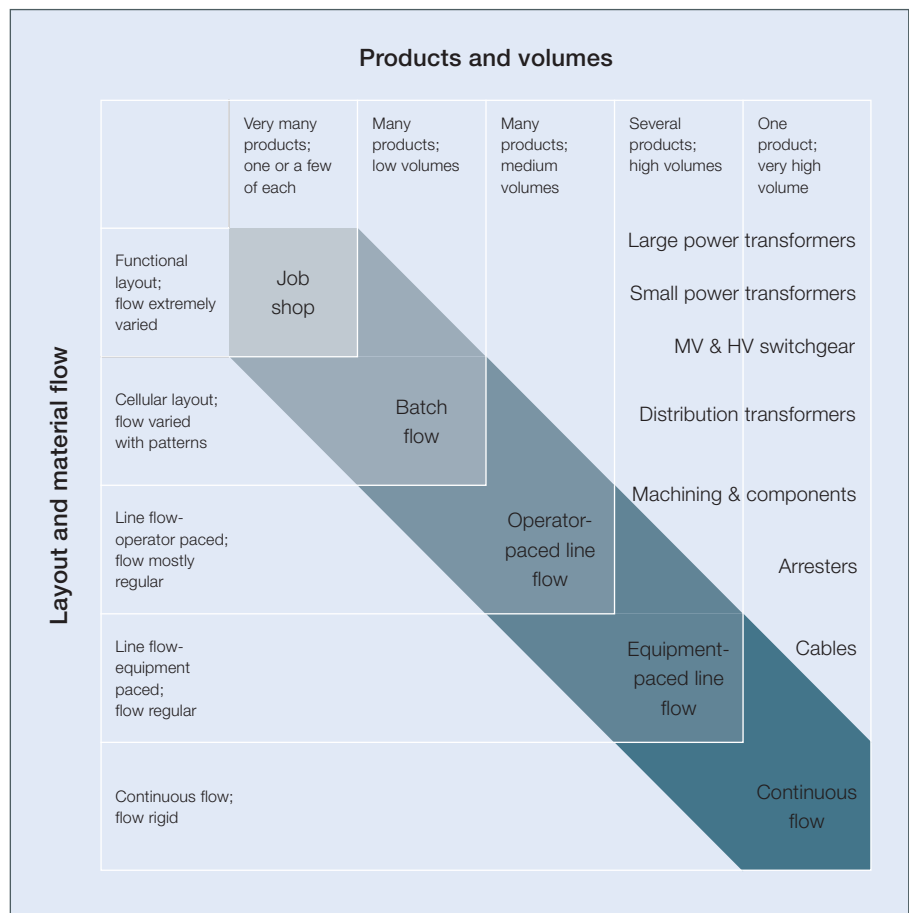 Products and volumes
Very many
products;
one or a few
of each
Many
products;
low volumes
Many
products;
medium
volumes
Several
products;
high volumes
One
product;
very high
volume
Layout and material flow
Functional
layout;
flow extremely
varied
Job
shop
Large power transformers
Small power transformers
MV & HV switchgear
Cellular layout;
flow varied
with patterns
Batch
flow
Distribution transformers
Line flow-
operator paced;
flow mostly
regular
Operator-
paced line
flow
Machining & components
Arresters
Line flow-
equipment
paced;
flow regular
Equipment-
paced line
flow
Cables
Continuous flow;
flow rigid
Continuous
flow